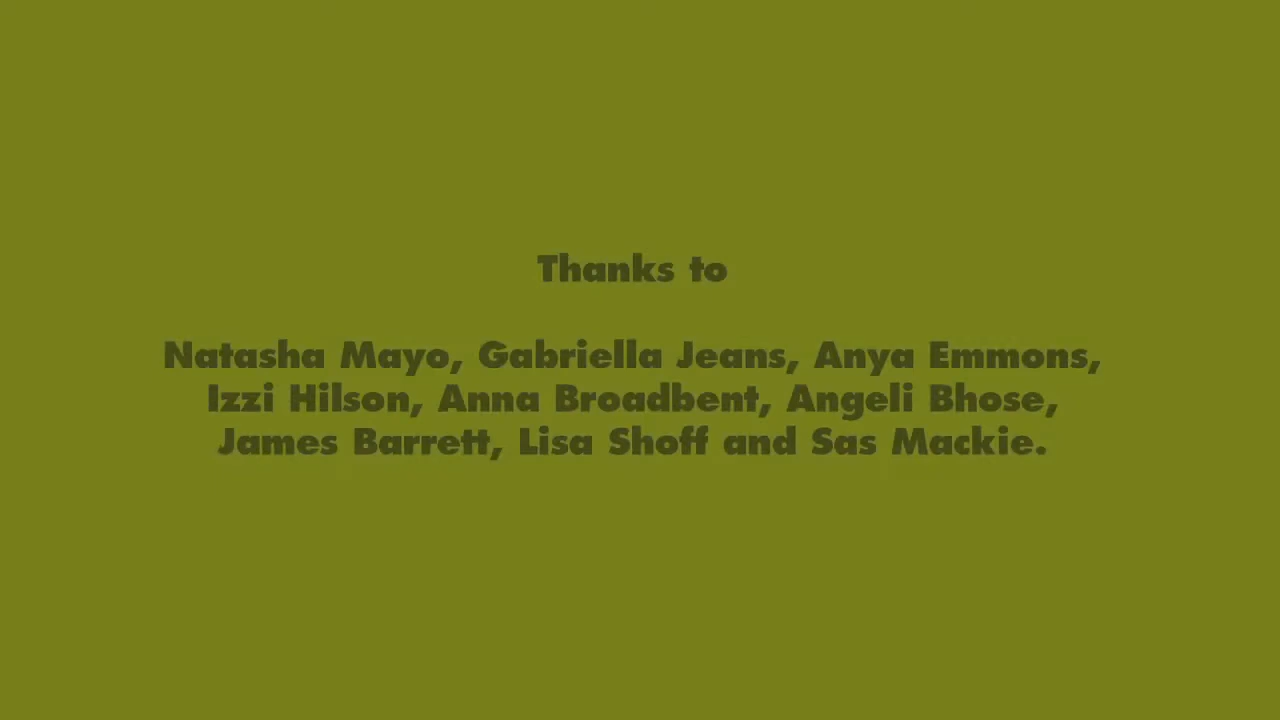 Thanks to
Natasha Mayo, Gabriella Jeans, Anya Emmons,
Izzi Hilson, Anna Broadbent, Angeli Bhose,
James Barrett, Lisa Shoff and Sas Mackie.